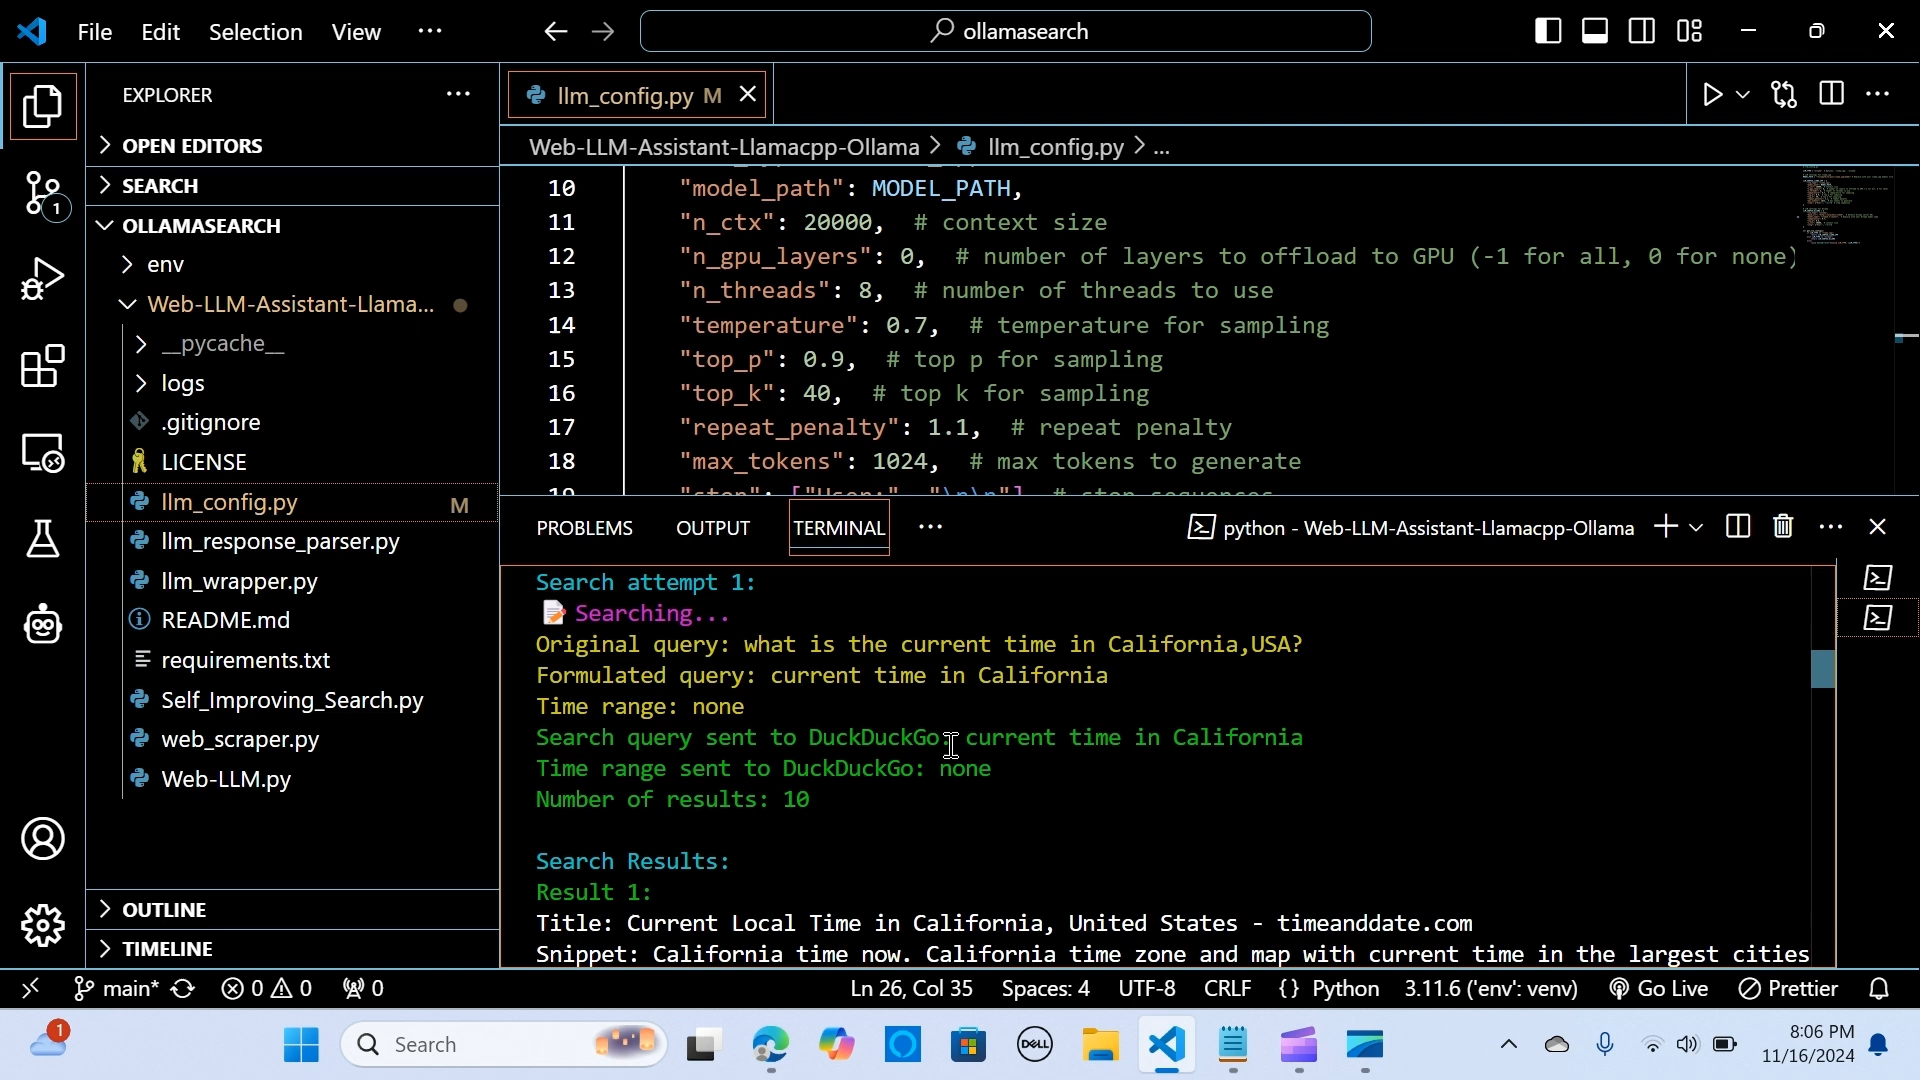 File Edit Selection View ...
ollamasearch
EXPLORER
OPEN EDITORS
SEARCH
OLLAMASEARCH
env
Web-LLM-Assistant-Llama...
__pycache__
logs
.gitignore
LICENSE
llm_config.py M
llm_response_parser.py
llm_wrapper.py
README.md
requirements.txt
Self_Improving_Search.py
web_scraper.py
Web-LLM.py
OUTLINE
TIMELINE
1
llm_config.py M
Web-LLM-Assistant-Llamacpp-Ollama > llm_config.py > ...
10 "model_path": MODEL_PATH,
11 "n_ctx": 20000, # context size
12 "n_gpu_layers": 0, # number of layers to offload to GPU (-1 for all, 0 for none)
13 "n_threads": 8, # number of threads to use
14 "temperature": 0.7, # temperature for sampling
15 "top_p": 0.9, # top p for sampling
16 "top_k": 40, # top k for sampling
17 "repeat_penalty": 1.1, # repeat penalty
18 "max_tokens": 1024, # max tokens to generate
19 "stop": ["User:", "\n\n"], # stop sequences
PROBLEMS OUTPUT TERMINAL ... python - Web-LLM-Assistant-Llamacpp-Ollama
Search attempt 1:
📝 Searching...
Original query: what is the current time in California,USA?
Formulated query: current time in California
Time range: none
Search query sent to DuckDuckGo: current time in California
Time range sent to DuckDuckGo: none
Number of results: 10
Search Results:
Result 1:
Title: Current Local Time in California, United States - timeanddate.com
Snippet: California time now. California time zone and map with current time in the largest cities
main* 0 0 0 Ln 26, Col 35 Spaces: 4 UTF-8 CRLF {} Python 3.11.6 ('env': venv) Go Live Prettier
1 Search DELL 8:06 PM
11/16/2024